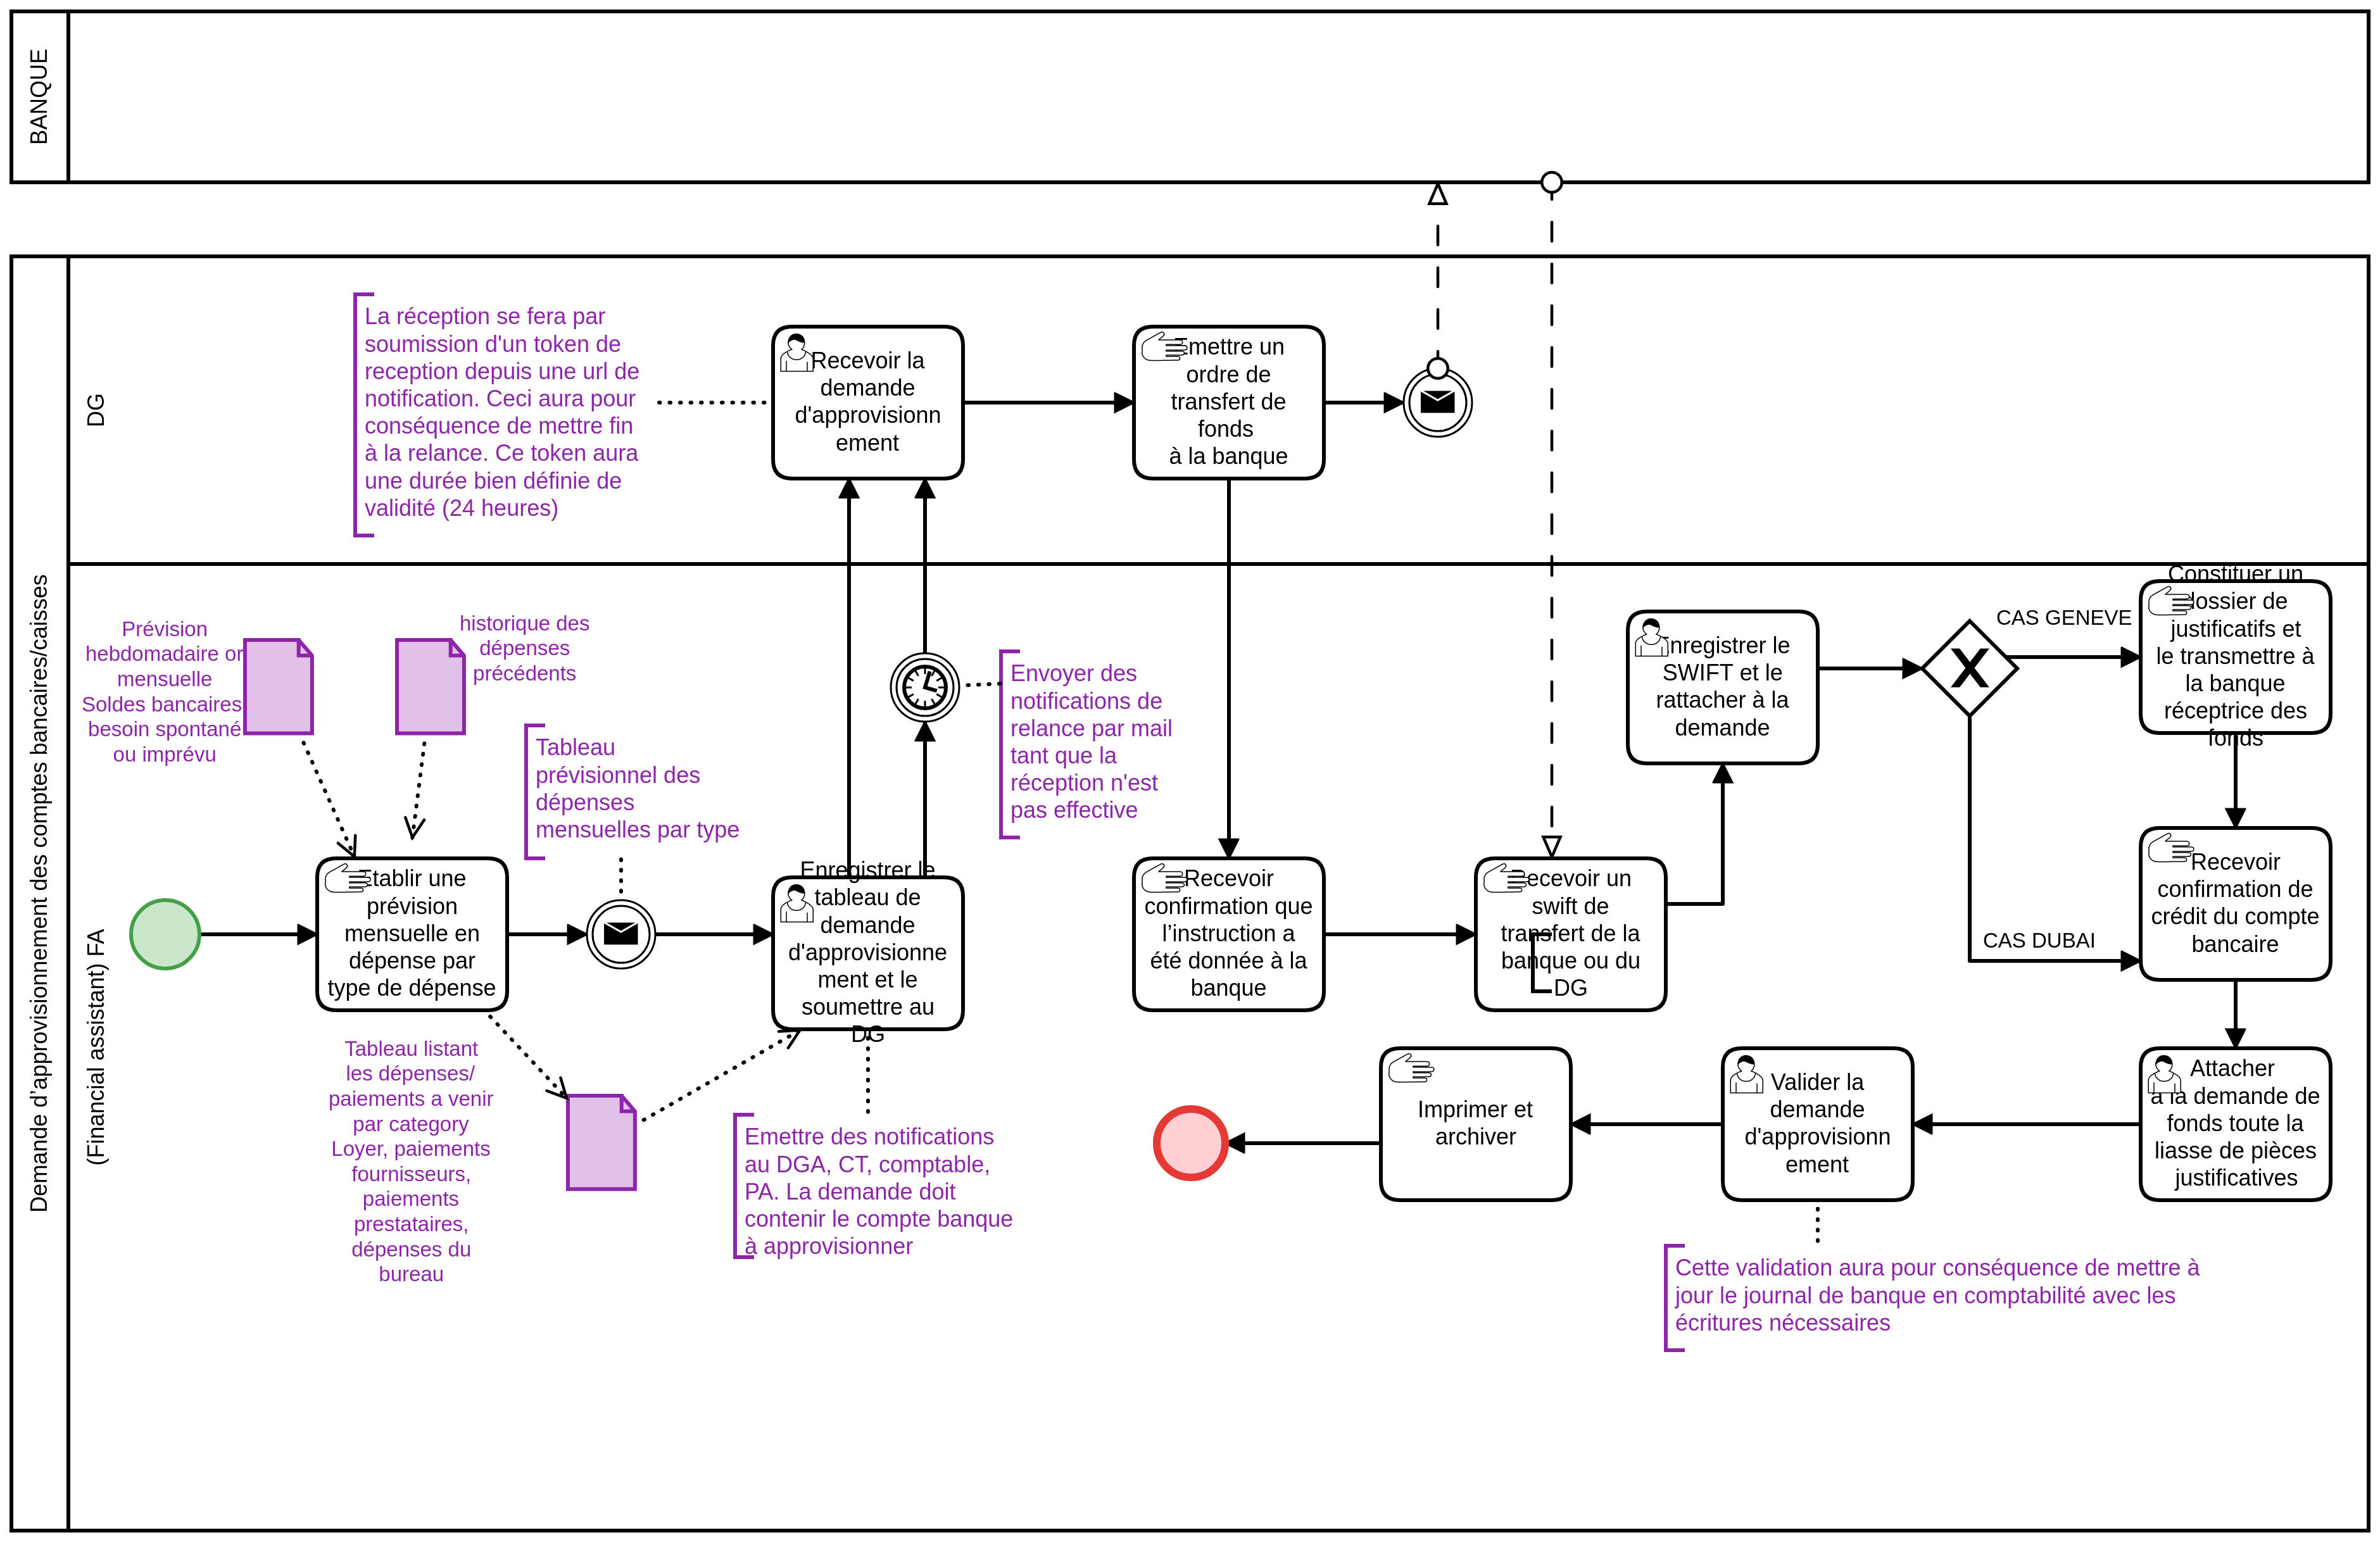 BANQUE
Demande d'approvisionnement des comptes bancaires/caisses
DG
La réception se fera par
soumission d'un token de
reception depuis une url de
notification. Ceci aura pour
conséquence de mettre fin
à la relance. Ce token aura
une durée bien définie de
validité (24 heures)
Recevoir la
demande
d'approvisionn
ement
Emettre un
ordre de
transfert de
fonds
à la banque
(Financial assistant) FA
Prévision
hebdomadaire or
mensuelle
Soldes bancaires
besoin spontané
ou imprévu
historique des
dépenses
précédents
Tableau
prévisionnel des
dépenses
mensuelles par type
Envoyer des
notifications de
relance par mail
tant que la
réception n'est
pas effective
Etablir une
prévision
mensuelle en
dépense par
type de dépense
Enregistrer le
tableau de
demande
d'approvisionne
ment et le
soumettre au
DG
Recevoir
confirmation que
l’instruction a
été donnée à la
banque
Recevoir un
swift de
transfert de la
banque ou du
DG
Enregistrer le
SWIFT et le
rattacher à la
demande
CAS GENEVE
CAS DUBAI
Constituer un
dossier de
justificatifs et
le transmettre à
la banque
réceptrice des
fonds
Recevoir
confirmation de
crédit du compte
bancaire
Attacher
à la demande de
fonds toute la
liasse de pièces
justificatives
Valider la
demande
d'approvisionn
ement
Imprimer et
archiver
Tableau listant
les dépenses/
paiements a venir
par category
Loyer, paiements
fournisseurs,
paiements
prestataires,
dépenses du
bureau
Emettre des notifications
au DGA, CT, comptable,
PA. La demande doit
contenir le compte banque
à approvisionner
Cette validation aura pour conséquence de mettre à
jour le journal de banque en comptabilité avec les
écritures nécessaires